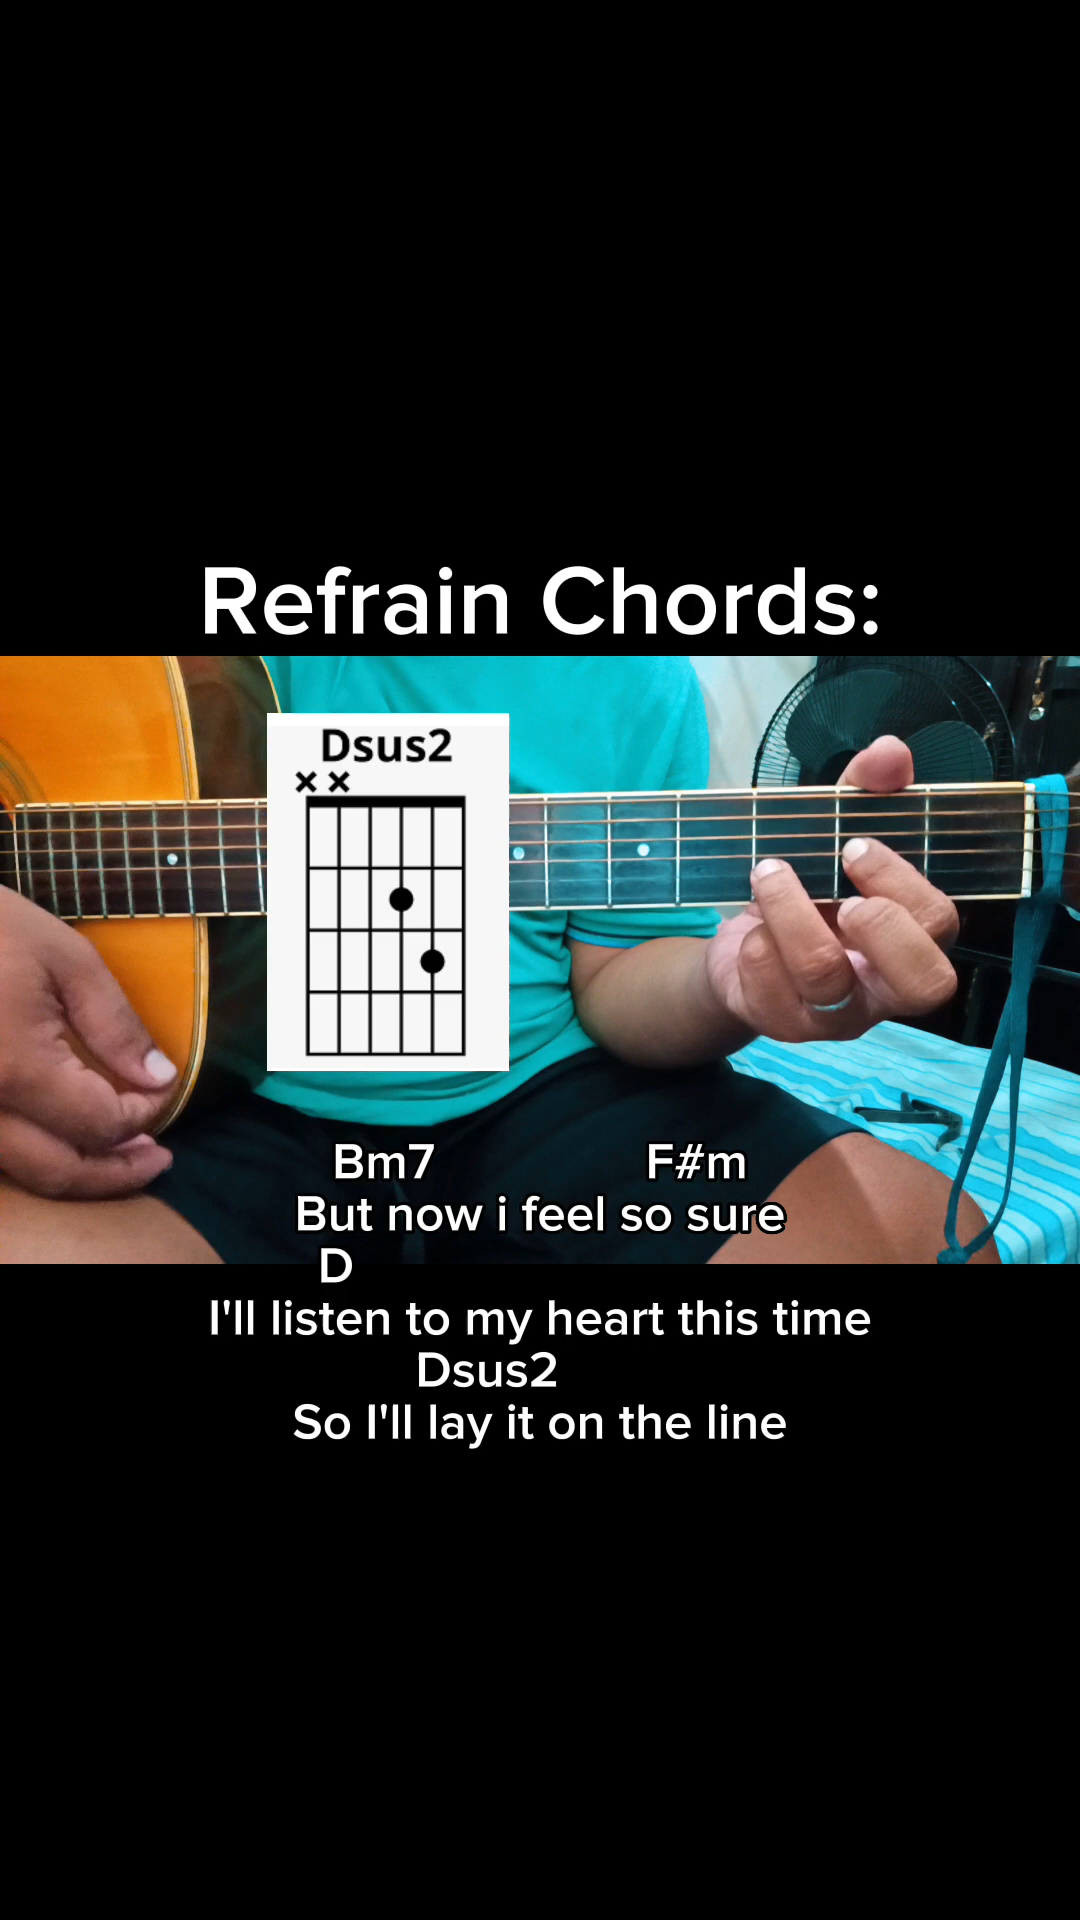 Refrain Chords:
Dsus2
× ×
Bm7 F#m
But now i feel so sure
D
I'll listen to my heart this time
Dsus2
So I'll lay it on the line